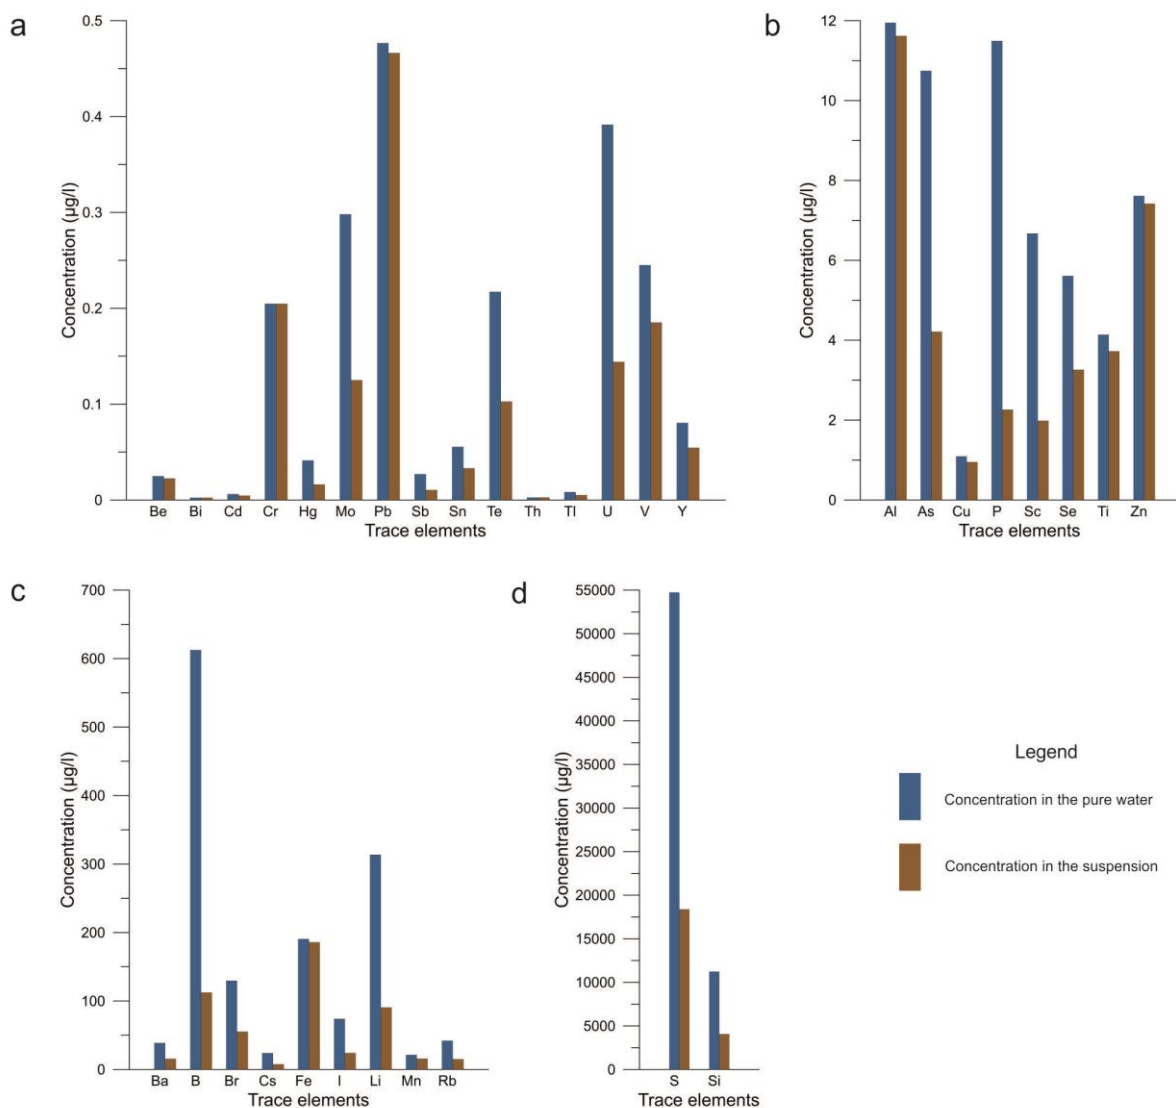 a
0.5
0.4
0.3
0.2
0.1
0
Concentration (µg/l)
Be Bi Cd Cr Hg Mo Pb Sb Sn Te Th Tl U V Y
Trace elements
b
12
10
8
6
4
2
0
Concentration (µg/l)
Al As Cu P Sc Se Ti Zn
Trace elements
c
700
600
500
400
300
200
100
0
Concentration (µg/l)
Ba B Br Cs Fe I Li Mn Rb
Trace elements
d
55000
50000
45000
40000
35000
30000
25000
20000
15000
10000
5000
0
Concentration (µg/l)
S Si
Trace elements
Legend
Concentration in the pure water
Concentration in the suspension